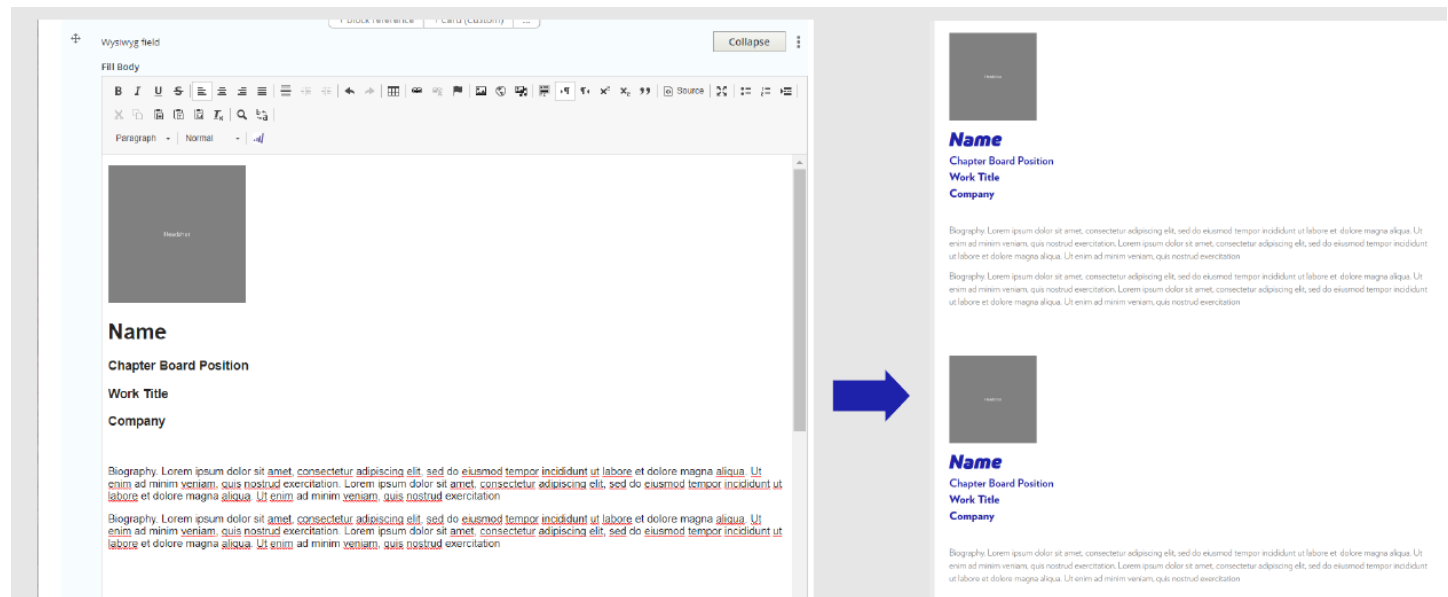 Wysiwyg field
Collapse
Fill Body
B I U S
Source
Paragraph
Normal
Name
Chapter Board Position
Work Title
Company
Biography. Lorem ipsum dolor sit amet, consectetur adipiscing elit, sed do eiusmod tempor incididunt ut labore et dolore magna aliqua. Ut
enim ad minim veniam, quis nostrud exercitation. Lorem ipsum dolor sit amet, consectetur adipiscing elit, sed do eiusmod tempor incididunt ut
labore et dolore magna aliqua. Ut enim ad minim veniam, quis nostrud exercitation
Biography. Lorem ipsum dolor sit amet, consectetur adipiscing elit, sed do eiusmod tempor incididunt ut labore et dolore magna aliqua. Ut
enim ad minim veniam, quis nostrud exercitation. Lorem ipsum dolor sit amet, consectetur adipiscing elit, sed do eiusmod tempor incididunt ut
labore et dolore magna aliqua. Ut enim ad minim veniam, quis nostrud exercitation
Name
Chapter Board Position
Work Title
Company
Biography. Lorem ipsum dolor sit amet, consectetur adipiscing elit, sed do eiusmod tempor incididunt ut labore et dolore magna aliqua. Ut
enim ad minim veniam, quis nostrud exercitation. Lorem ipsum dolor sit amet, consectetur adipiscing elit, sed do eiusmod tempor incididunt
ut labore et dolore magna aliqua. Ut enim ad minim veniam, quis nostrud exercitation
Biography. Lorem ipsum dolor sit amet, consectetur adipiscing elit, sed do eiusmod tempor incididunt ut labore et dolore magna aliqua. Ut
enim ad minim veniam, quis nostrud exercitation. Lorem ipsum dolor sit amet, consectetur adipiscing elit, sed do eiusmod tempor incididunt
ut labore et dolore magna aliqua. Ut enim ad minim veniam, quis nostrud exercitation
Name
Chapter Board Position
Work Title
Company
Biography. Lorem ipsum dolor sit amet, consectetur adipiscing elit, sed do eiusmod tempor incididunt ut labore et dolore magna aliqua. Ut
enim ad minim veniam, quis nostrud exercitation. Lorem ipsum dolor sit amet, consectetur adipiscing elit, sed do eiusmod tempor incididunt
ut labore et dolore magna aliqua. Ut enim ad minim veniam, quis nostrud exercitation